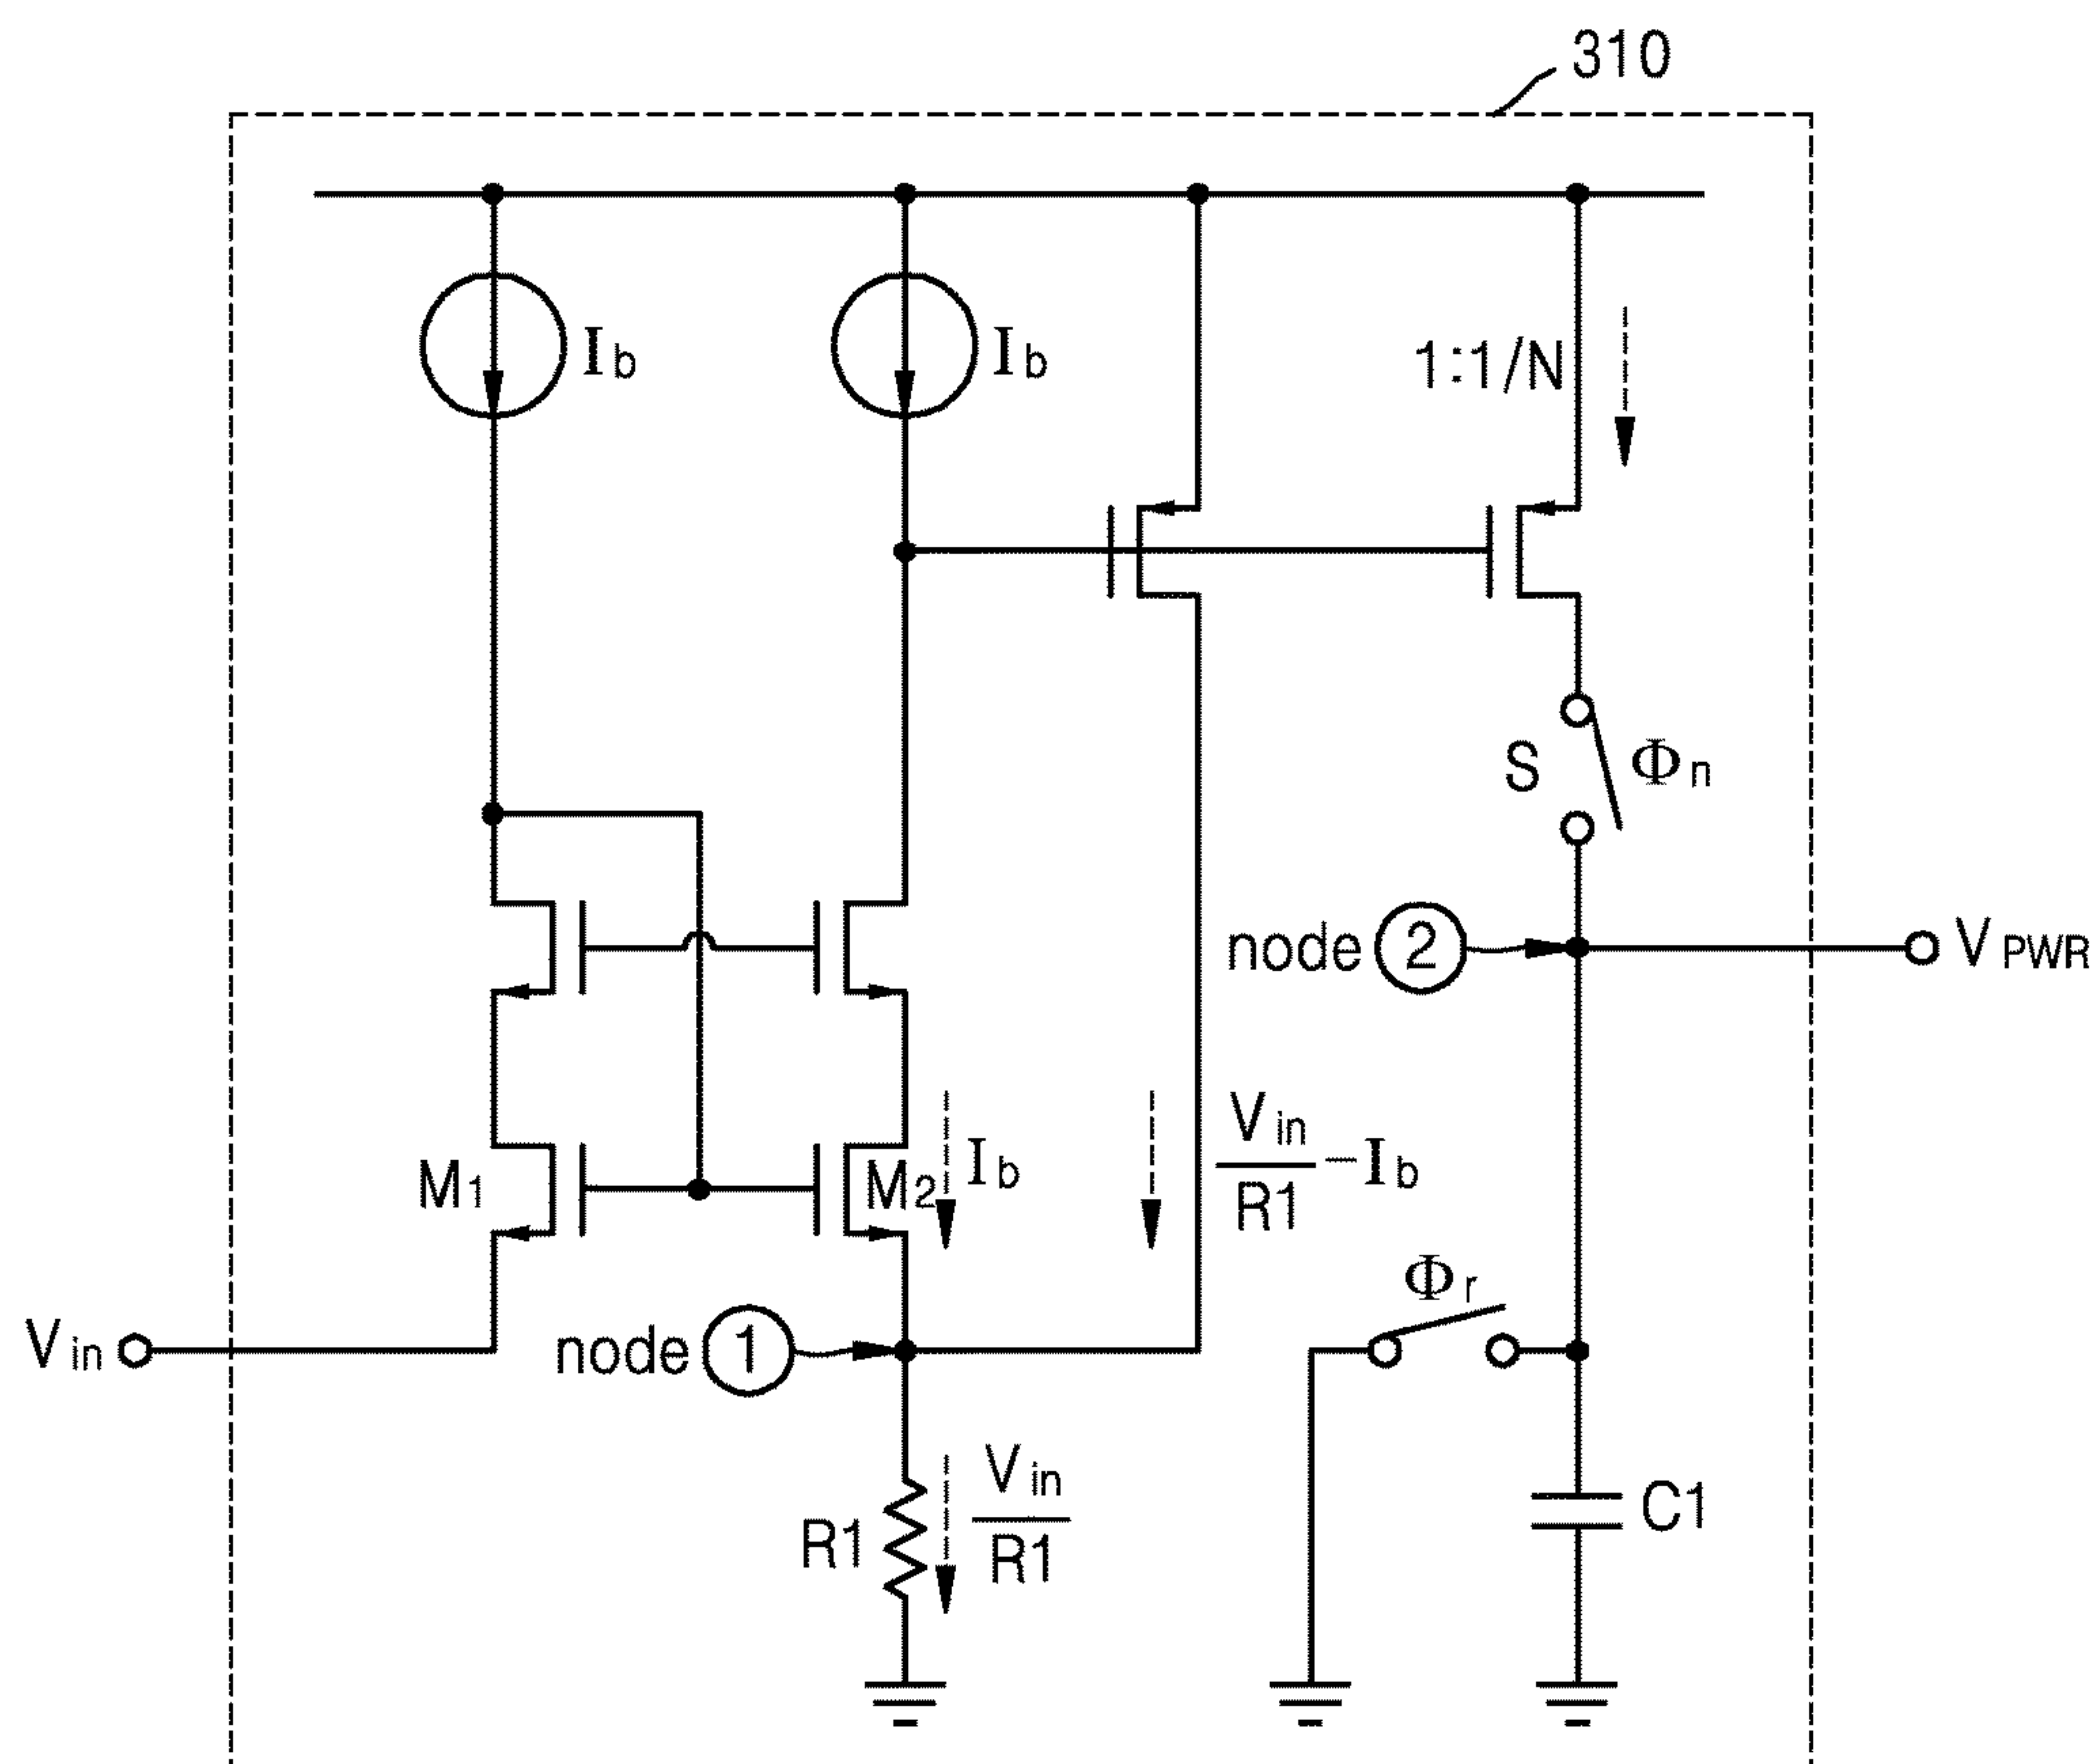 310
Ib
Ib
1:1/N
S
Φn
node 2
VPWR
M1
M2
Ib
Vin
R1
-Ib
Φr
Vin
node 1
R1
Vin
R1
C1